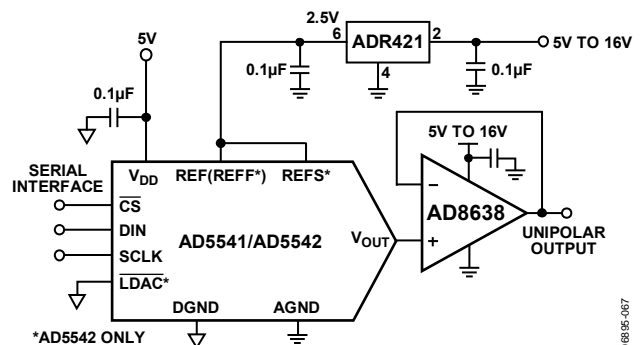 5V
2.5V
6
ADR421
2
5V TO 16V
4
0.1µF
0.1µF
0.1µF
5V TO 16V
SERIAL
INTERFACE
VDD
REF(REFF*)
REFS*
CS
DIN
SCLK
LDAC*
AD5541/AD5542
VOUT
–
+
AD8638
UNIPOLAR
OUTPUT
DGND
AGND
*AD5542 ONLY
06895-067